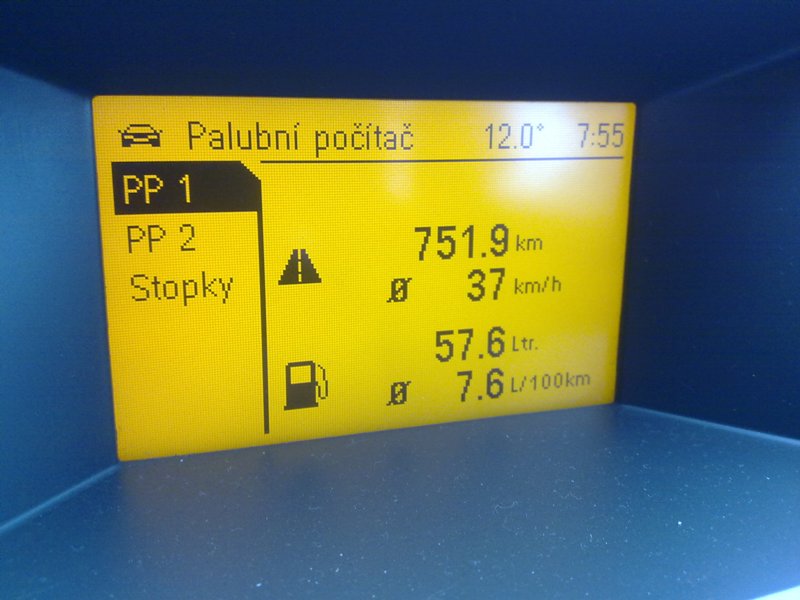 Palubní počítač 12.0° 7:55
PP 1
PP 2
Stopky
751.9 km
Ø 37 km/h
57.6 Ltr.
Ø 7.6 L/100km